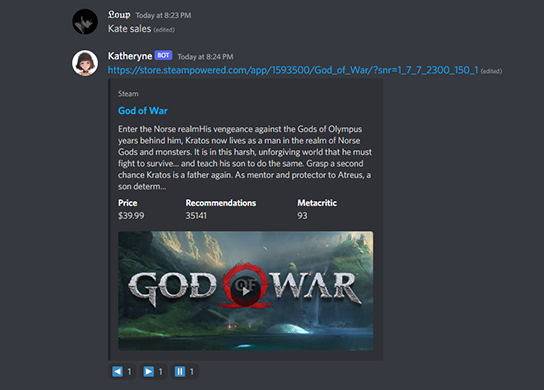 𝕷𝖔𝖚𝖕 Today at 8:23 PM
Kate sales (edited)
Katheryne BOT Today at 8:24 PM
https://store.steampowered.com/app/1593500/God_of_War/?snr=1_7_7_2300_150_1 (edited)
Steam
God of War
Enter the Norse realmHis vengeance against the Gods of Olympus
years behind him, Kratos now lives as a man in the realm of Norse
Gods and monsters. It is in this harsh, unforgiving world that he must
fight to survive… and teach his son to do the same. Grasp a second
chance Kratos is a father again. As mentor and protector to Atreus, a
son determ...
Price Recommendations Metacritic
$39.99 35141 93
GOD OF WAR
1 1 1